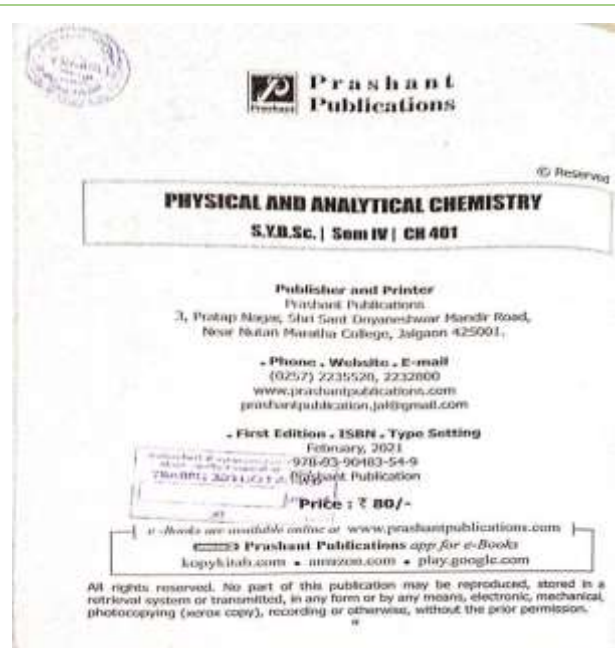 Prashant
Publications
Prashant
© Reserved
PHYSICAL AND ANALYTICAL CHEMISTRY
S.Y.B.Sc. | Sem IV | CH 401
Publisher and Printer
Prashant Publications
3, Pratap Nagar, Shri Sant Dnyaneshwar Mandir Road,
Near Nutan Maratha College, Jalgaon 425001.
Phone . Website . E-mail
(0257) 2235520, 2232800
www.prashantpublications.com
prashantpublication.jal@gmail.com
First Edition . ISBN . Type Setting
February, 2021
978-93-90483-54-9
Prashant Publication
Price : ₹ 80/-
e-Books are available online at www.prashantpublications.com
Prashant Publications app for e-Books
kopykitab.com • amazon.com • play.google.com
All rights reserved. No part of this publication may be reproduced, stored in a
retrieval system or transmitted, in any form or by any means, electronic, mechanical,
photocopying (xerox copy), recording or otherwise, without the prior permission.